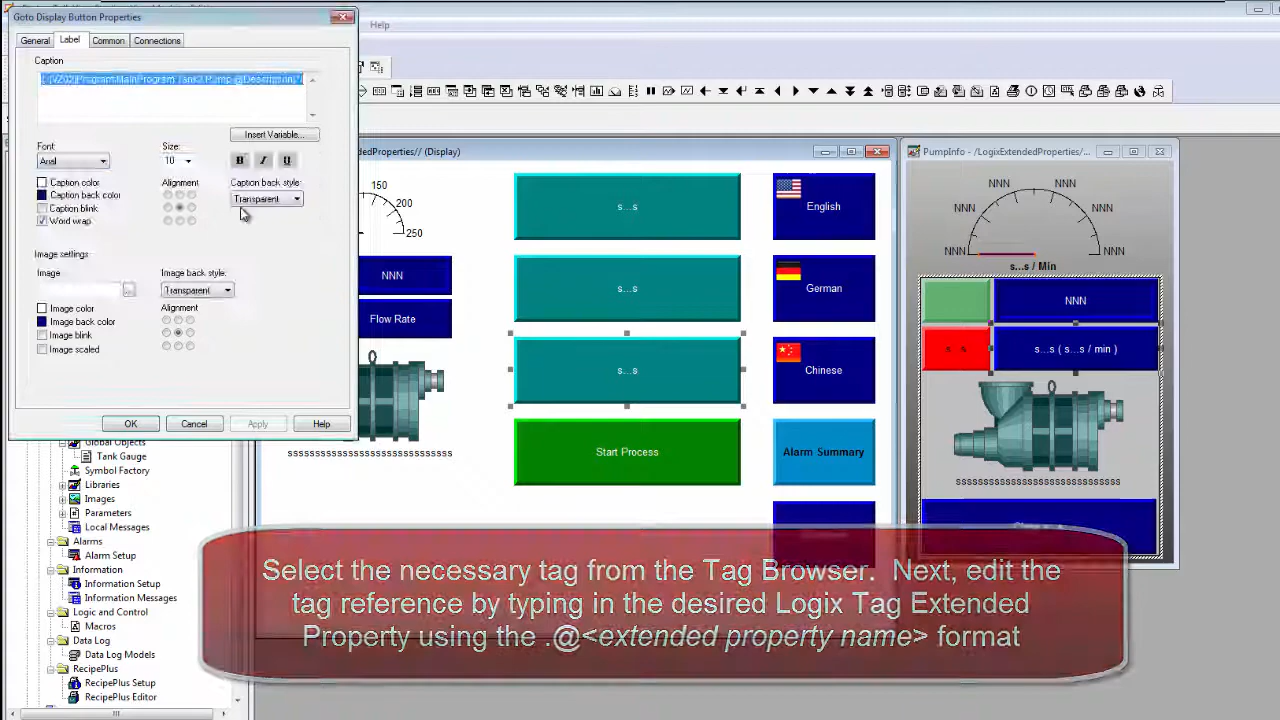 Goto Display Button Properties
Help
General
Label
Common
Connections
Caption
Insert Variable...
Font:
Size:
Arial
18
B
I
U
Caption color
Alignment
Caption back style:
Caption back color
Transparent
Caption blink
Word wrap
Image settings
Image
Image back style:
...
Transparent
Image color
Alignment
Image back color
Image blink
Image scaled
OK
Cancel
Apply
Help
Global Objects
Tank Gauge
Symbol Factory
Libraries
Images
Parameters
Local Messages
Alarms
Alarm Setup
Information
Information Setup
Information Messages
Logic and Control
Macros
Data Log
Data Log Models
RecipePlus
RecipePlus Setup
RecipePlus Editor
ndedProperties// (Display)
150
200
250
NNN
Flow Rate
ssssssssssssssssssssssssssssssss
s...s
s...s
s...s
Start Process
English
German
Chinese
Alarm Summary
PumpInfo - /LogixExtendedProperties/...
NNN
NNN
NNN
NNN
NNN
NNN
s...s / Min
NNN
s...s ( s...s / min )
ssssssssssssssssssssssssssssssss
Select the necessary tag from the Tag Browser. Next, edit the
tag reference by typing in the desired Logix Tag Extended
Property using the .@<extended property name> format